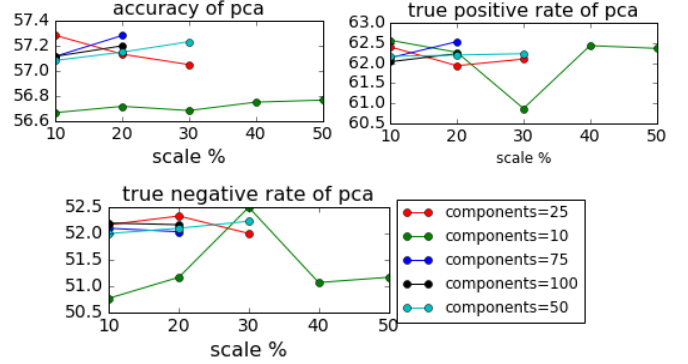 accuracy of pca
57.4
57.2
57.0
56.8
56.6
10 20 30 40 50
scale %
true positive rate of pca
63.0
62.5
62.0
61.5
61.0
60.5
10 20 30 40 50
scale %
true negative rate of pca
52.5
52.0
51.5
51.0
50.5
10 20 30 40 50
scale %
components=25
components=10
components=75
components=100
components=50